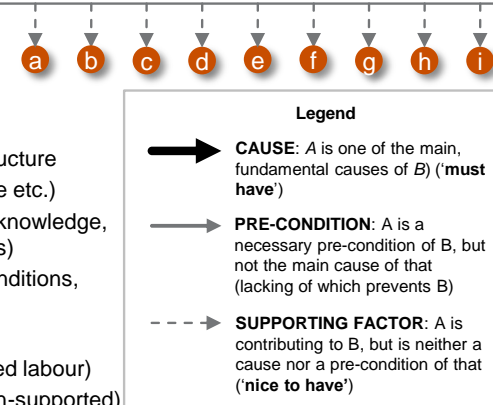 a b c d e f g h i
ucture
e etc.)
knowledge,
s)
nditions,
ed labour)
n-supported)
Legend
CAUSE: A is one of the main,
fundamental causes of B) ('must
have')
PRE-CONDITION: A is a
necessary pre-condition of B, but
not the main cause of that
(lacking of which prevents B)
SUPPORTING FACTOR: A is
contributing to B, but is neither a
cause nor a pre-condition of that
('nice to have')